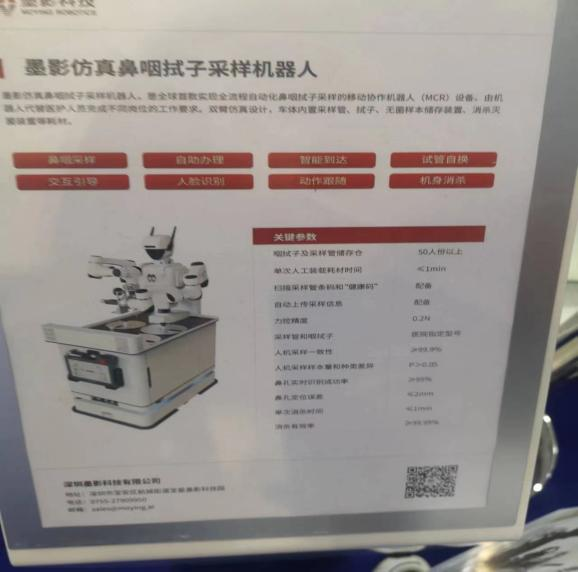 墨影科技
MOYING ROBOTICS
墨影仿真鼻咽拭子采样机器人
墨影仿真鼻咽拭子采样机器人，是全球首款实现全流程自动化鼻咽拭子采样的移动协作机器人（MCR）设备。由机
器人代替医护人员完成不同岗位的工作要求。双臂仿真设计，车体内置采样管、拭子、无菌样本储存装置、消杀灭
菌装置等耗材。
鼻咽采样 自助办理 智能到达 试管自换
交互引导 人脸识别 动作跟随 机身消杀
关键参数
咽拭子及采样管储存仓 50人份以上
单次人工装载耗材时间 ≤1min
扫描采样管条码和“健康码” 配备
自动上传采样信息 配备
力控精度 0.2N
采样管和咽拭子 医院指定型号
人机采样一致性 ≥99.9%
人机采样样本量和种类差异 P＞0.05
鼻孔实时识别成功率 ≥99%
鼻孔定位误差 ≤2mm
单次消杀时间 ≤1min
消杀有效率 ≥99.99%
深圳墨影科技有限公司
地址：深圳市宝安区航城街道
电话：0755-27909950
邮箱：sales@moying.ai